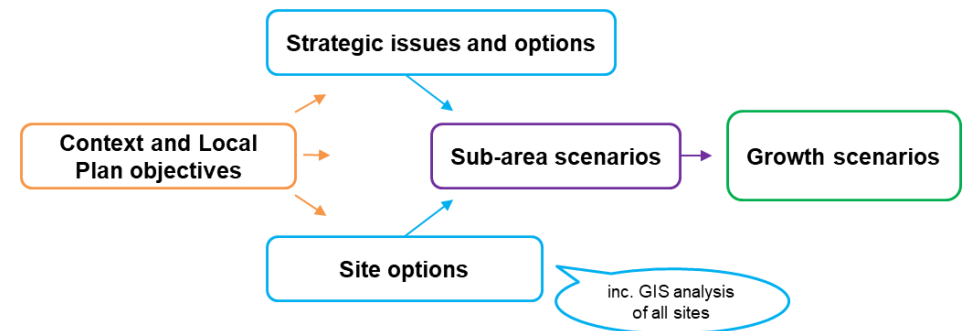 Strategic issues and options
Context and Local
Plan objectives
Sub-area scenarios
Growth scenarios
Site options
inc. GIS analysis
of all sites